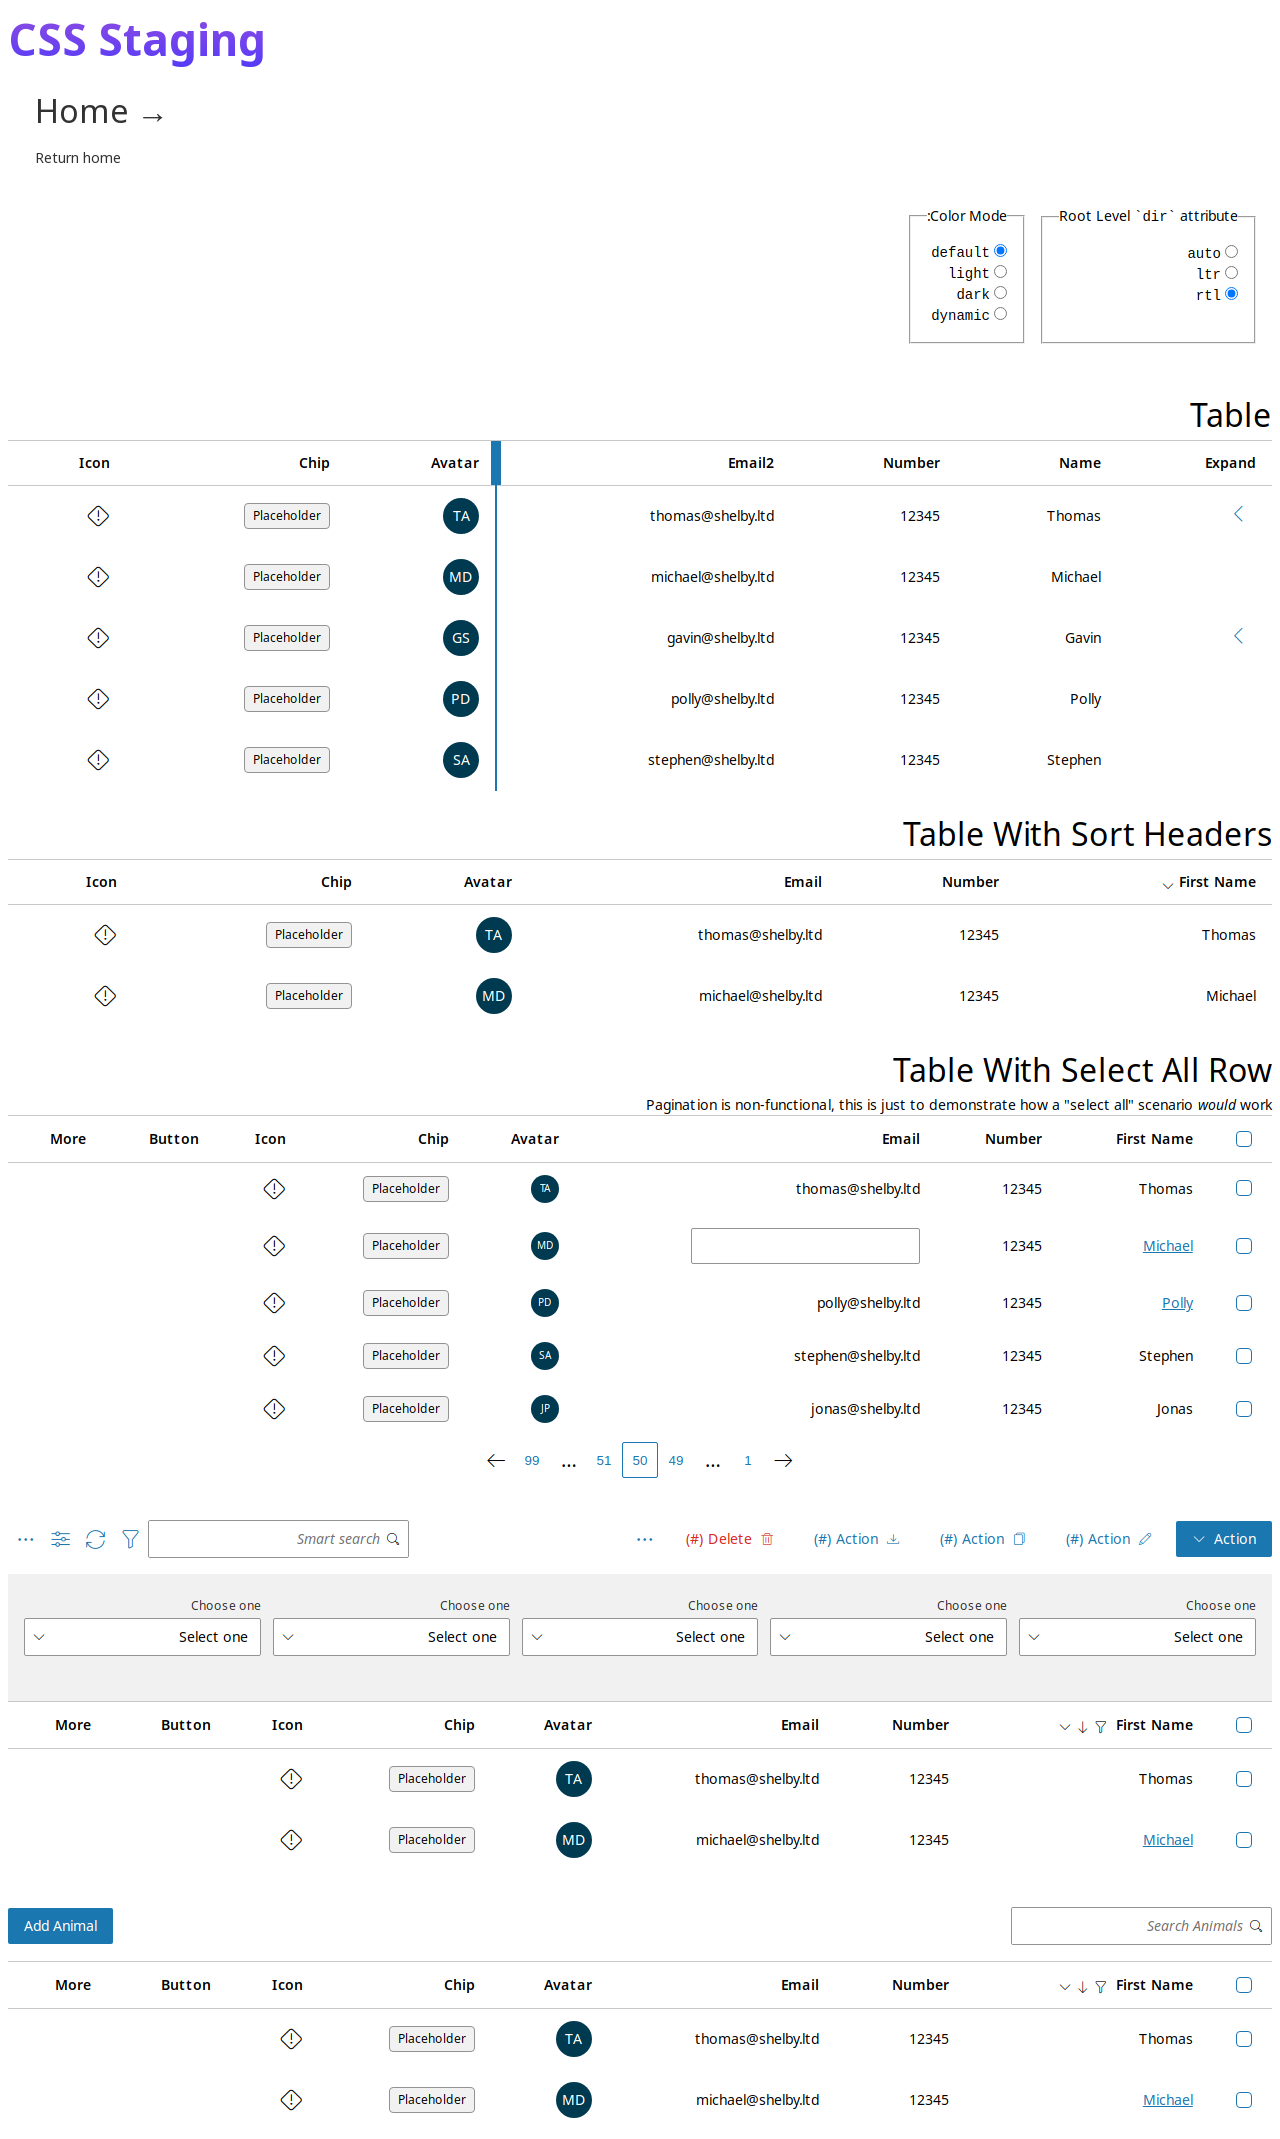 CSS Staging
Home →
Return home
Root Level `dir` attribute
auto
ltr
rtl
:Color Mode
default
light
dark
dynamic
Table
Expand Name Number Email2 Avatar Chip Icon
Thomas 12345 thomas@shelby.ltd TA Placeholder
Michael 12345 michael@shelby.ltd MD Placeholder
Gavin 12345 gavin@shelby.ltd GS Placeholder
Polly 12345 polly@shelby.ltd PD Placeholder
Stephen 12345 stephen@shelby.ltd SA Placeholder
Table With Sort Headers
First Name Number Email Avatar Chip Icon
Thomas 12345 thomas@shelby.ltd TA Placeholder
Michael 12345 michael@shelby.ltd MD Placeholder
Table With Select All Row
Pagination is non-functional, this is just to demonstrate how a "select all" scenario would work
First Name Number Email Avatar Chip Icon Button More
Thomas 12345 thomas@shelby.ltd TA Placeholder
Michael 12345 MD Placeholder
Polly 12345 polly@shelby.ltd PD Placeholder
Stephen 12345 stephen@shelby.ltd SA Placeholder
Jonas 12345 jonas@shelby.ltd JP Placeholder
1 ... 49 50 51 ... 99
Action (#) Action (#) Action (#) Action (#) Delete ... Smart search ...
Choose one Choose one Choose one Choose one Choose one
Select one Select one Select one Select one Select one
First Name Number Email Avatar Chip Icon Button More
Thomas 12345 thomas@shelby.ltd TA Placeholder
Michael 12345 michael@shelby.ltd MD Placeholder
Search Animals Add Animal
First Name Number Email Avatar Chip Icon Button More
Thomas 12345 thomas@shelby.ltd TA Placeholder
Michael 12345 michael@shelby.ltd MD Placeholder